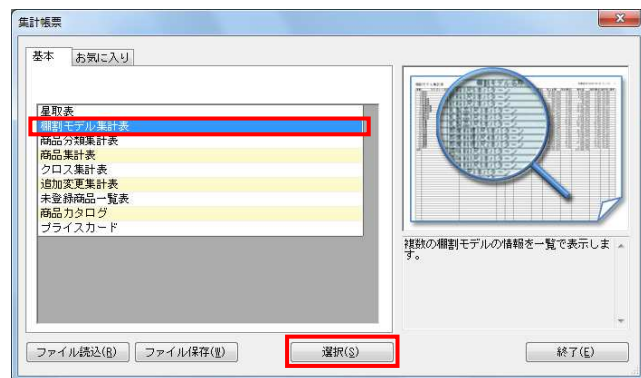 集計帳票
基本 お気に入り
星取表
棚割モデル集計表
商品分類集計表
商品集計表
クロス集計表
追加変更集計表
未登録商品一覧表
商品カタログ
プライスカード
複数の棚割モデルの情報を一覧で表示しま
す。
ファイル読込(R) ファイル保存(W) 選択(S) 終了(E)